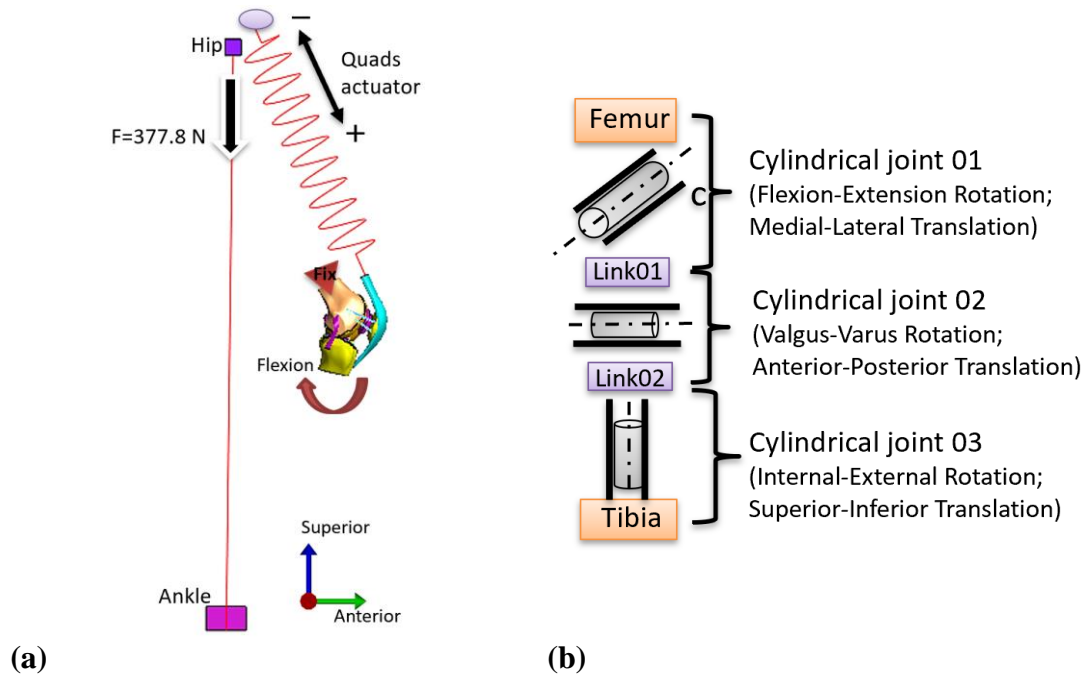 Hip
−
Quads
actuator
+
F=377.8 N
Fix
Flexion
Ankle
Superior
Anterior
(a)
Femur
C
Cylindrical joint 01
(Flexion-Extension Rotation;
Medial-Lateral Translation)
Link01
Cylindrical joint 02
(Valgus-Varus Rotation;
Anterior-Posterior Translation)
Link02
Cylindrical joint 03
(Internal-External Rotation;
Superior-Inferior Translation)
Tibia
(b)